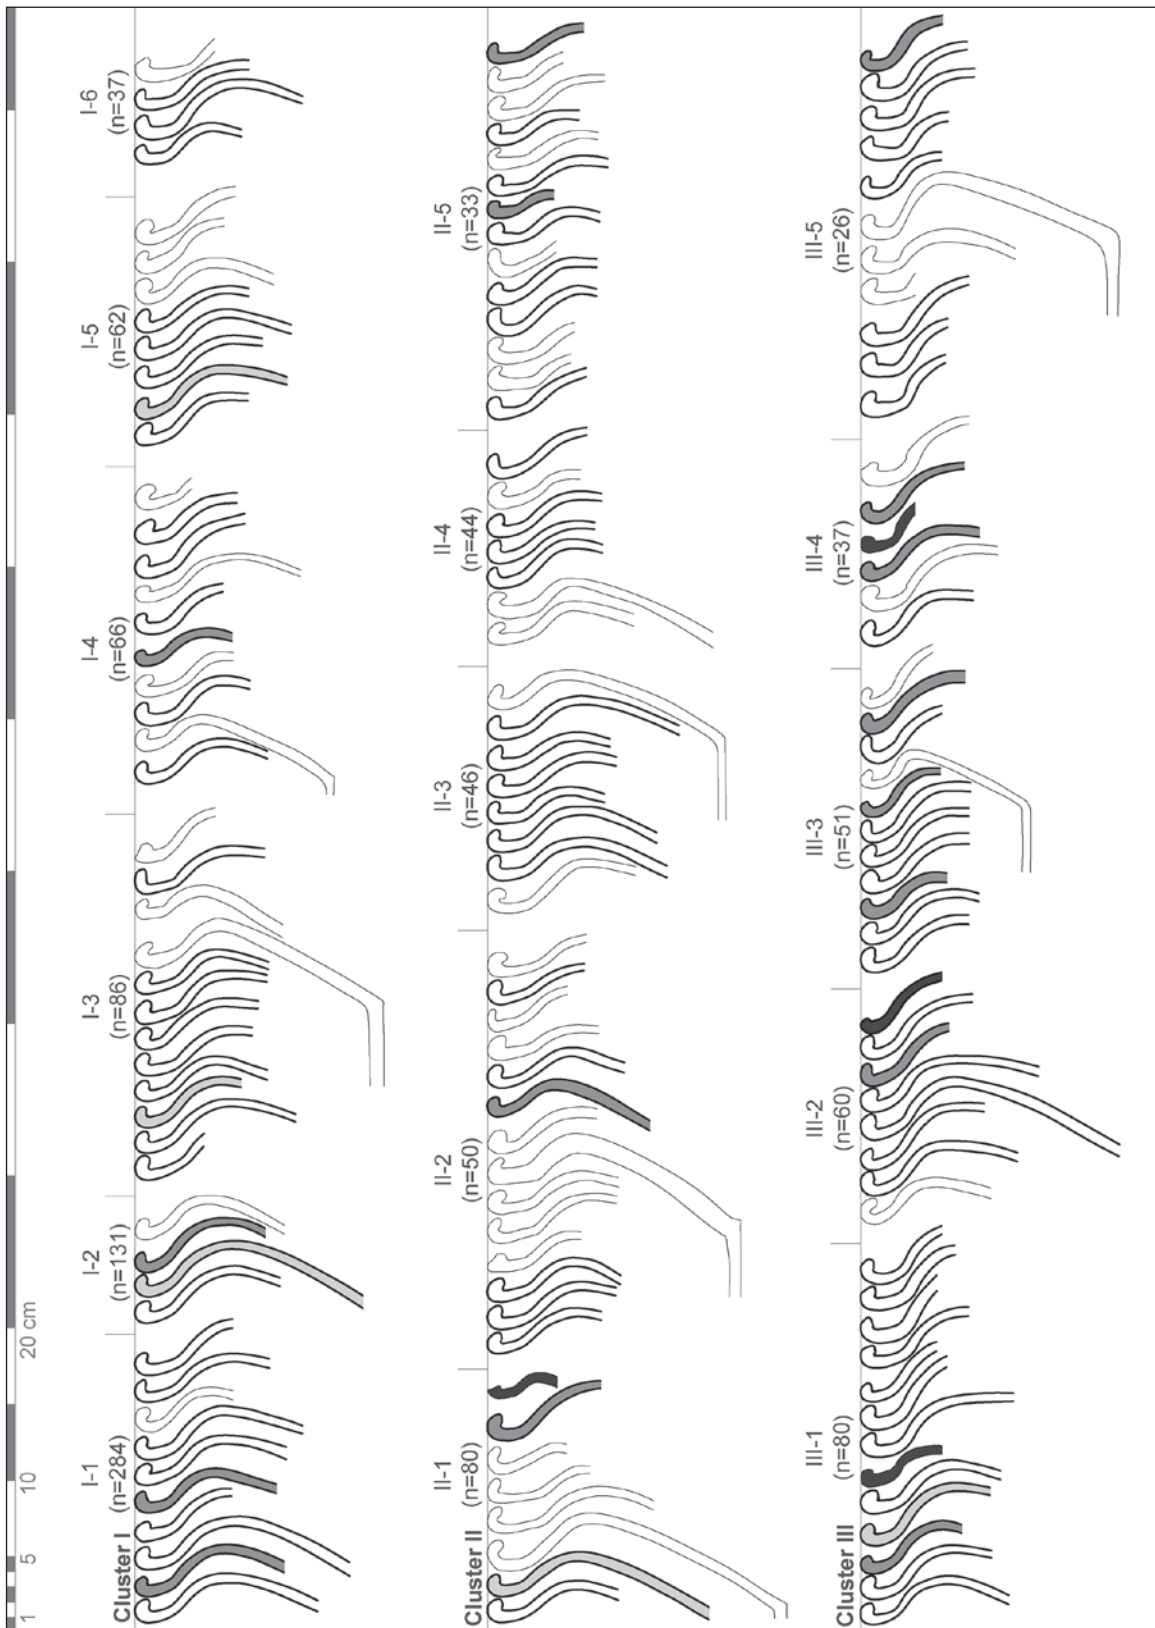 1 5 10 20 cm
Cluster I
I-1
(n=284)
I-2
(n=131)
I-3
(n=86)
I-4
(n=66)
I-5
(n=62)
I-6
(n=37)
Cluster II
II-1
(n=80)
II-2
(n=50)
II-3
(n=46)
II-4
(n=44)
II-5
(n=33)
Cluster III
III-1
(n=80)
III-2
(n=60)
III-3
(n=51)
III-4
(n=37)
III-5
(n=26)